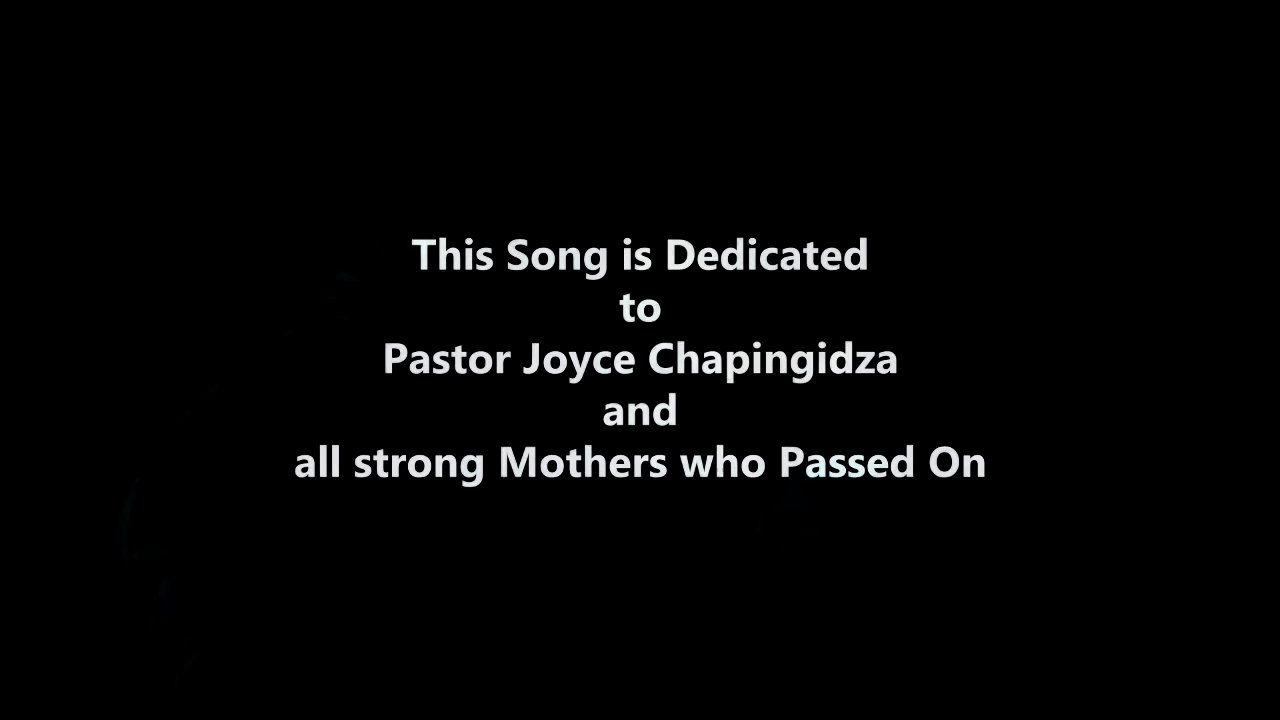 This Song is Dedicated
to
Pastor Joyce Chapingidza
and
all strong Mothers who Passed On